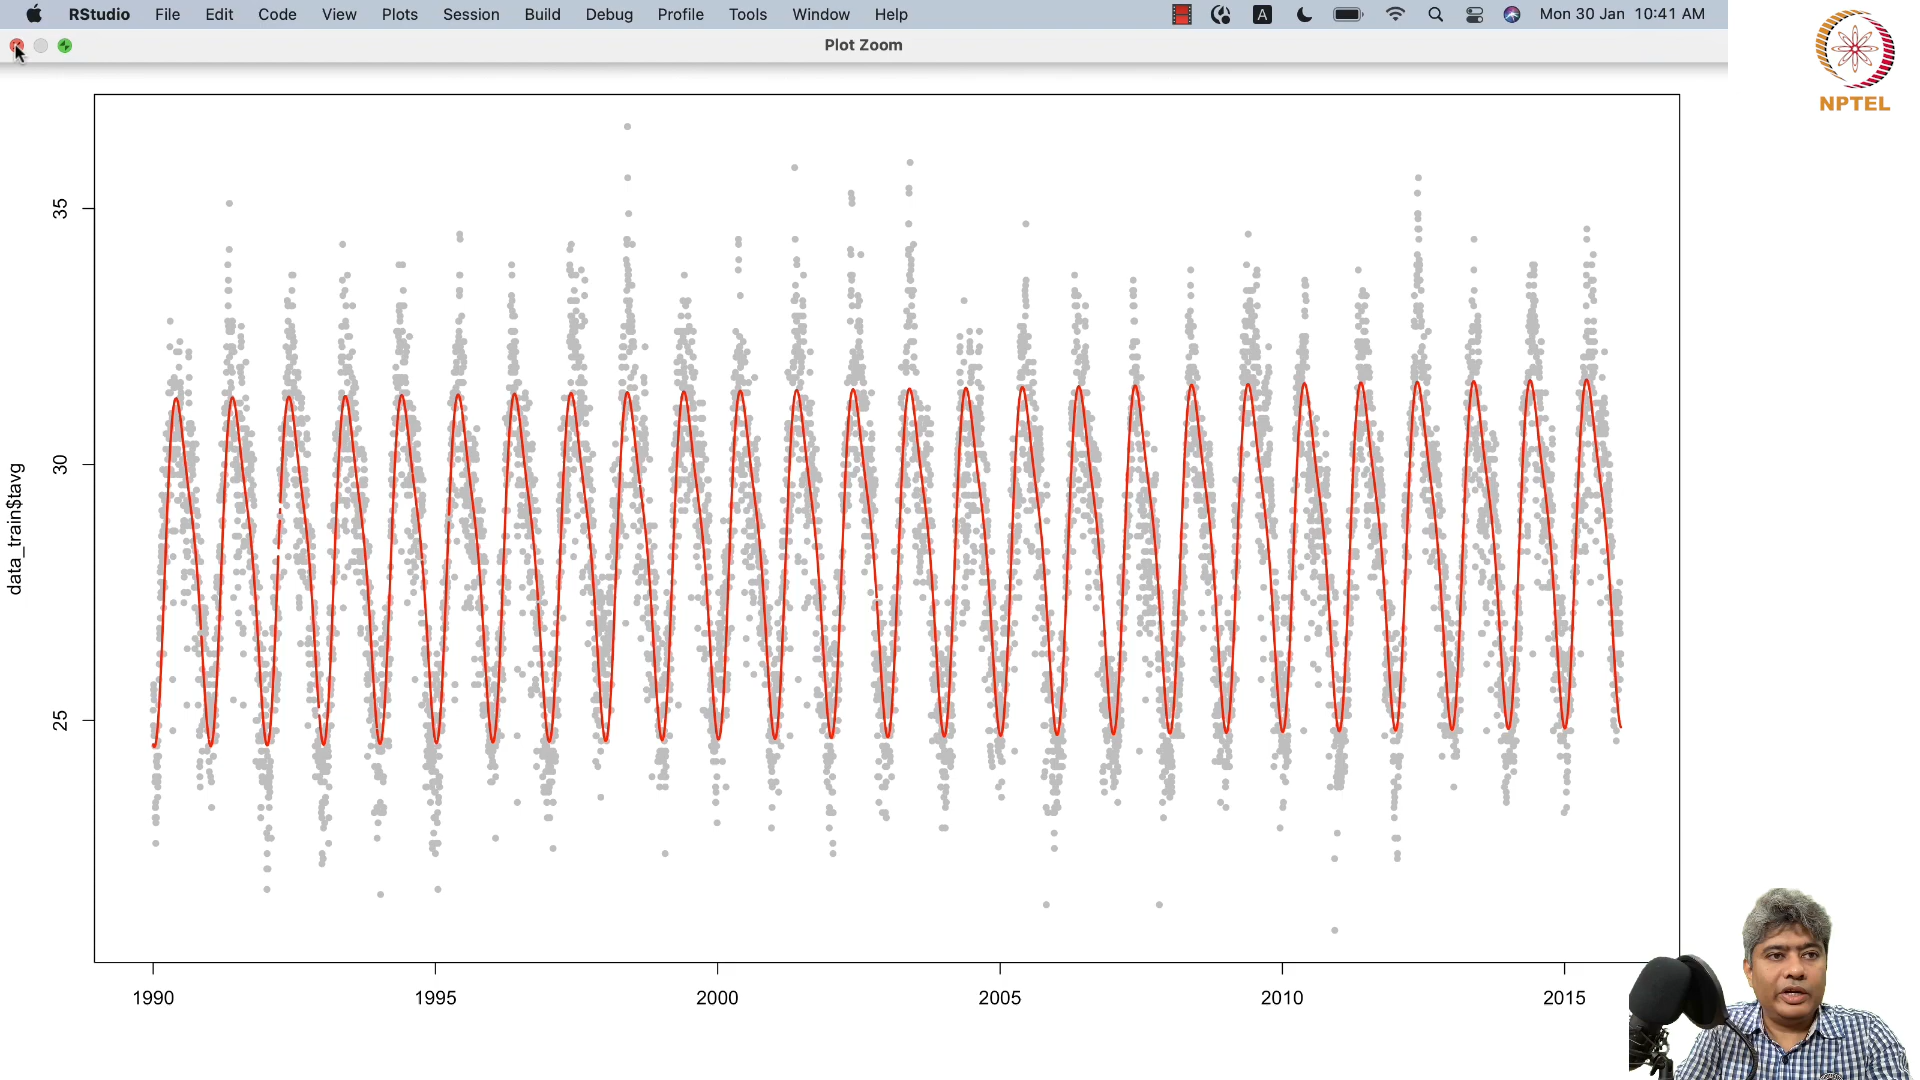 RStudio File Edit Code View Plots Session Build Debug Profile Tools Window Help A Mon 30 Jan 10:41 AM
Plot Zoom
NPTEL
data_train$tavg
35
30
25
1990 1995 2000 2005 2010 2015